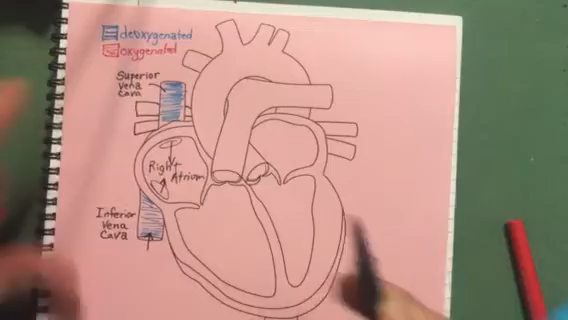 deoxygenated
oxygenated
Superior
vena
cava
Right
Atrium
Inferior
vena
cava